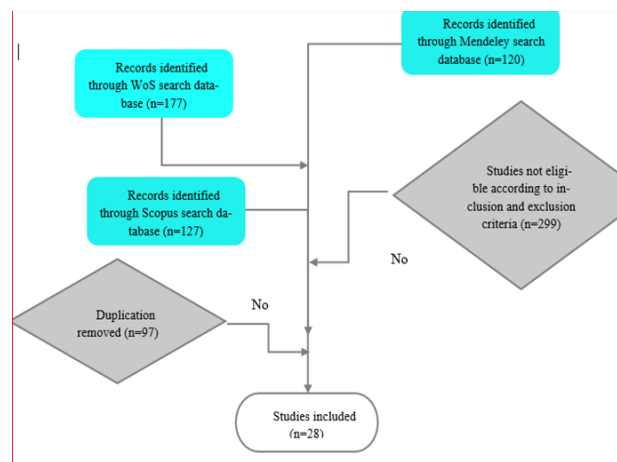 Records identified
through Mendeley search
database (n=120)
Records identified
through WoS search data-
base (n=177)
Studies not eligi-
ble according to in-
clusion and exclusion
criteria (n=299)
Records identified
through Scopus search da-
tabase (n=127)
No
No
Duplication
removed (n=97)
Studies included
(n=28)